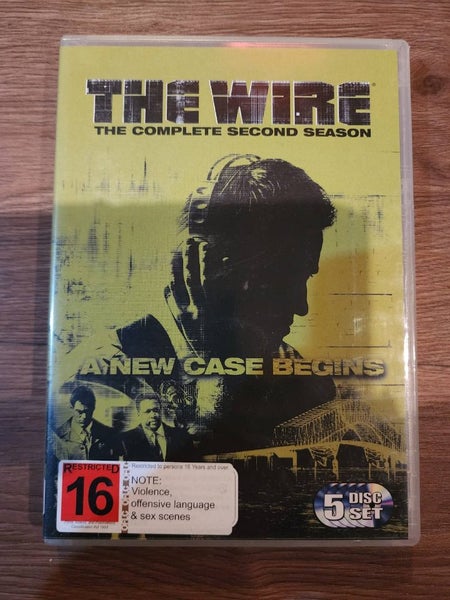 THE WIRE
THE COMPLETE SECOND SEASON
A NEW CASE BEGINS
RESTRICTED
16
Restricted to persons 16 Years and over
NOTE:
Violence,
offensive language
& sex scenes
5 DISC
SET